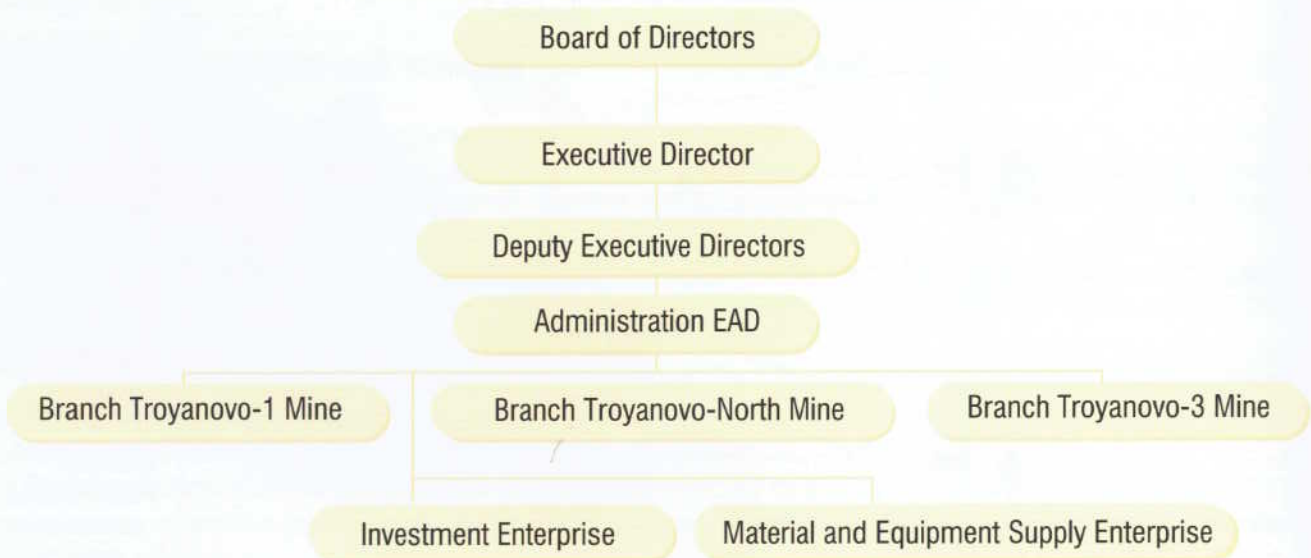 Board of Directors
Executive Director
Deputy Executive Directors
Administration EAD
Branch Troyanovo-1 Mine
Branch Troyanovo-North Mine
Branch Troyanovo-3 Mine
Investment Enterprise
Material and Equipment Supply Enterprise